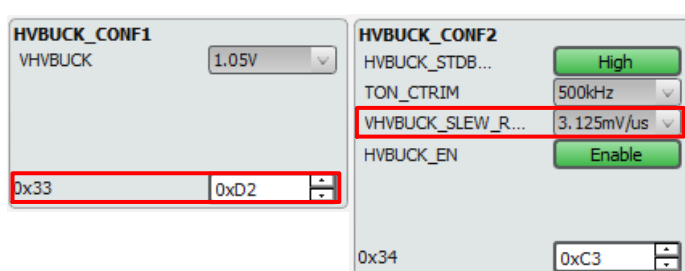 HVBUCK_CONF1
VHVBUCK 1.05V
0x33 0xD2
HVBUCK_CONF2
HVBUCK_STDB... High
TON_CTRIM 500kHz
VHVBUCK_SLEW_R... 3.125mV/us
HVBUCK_EN Enable
0x34 0xC3